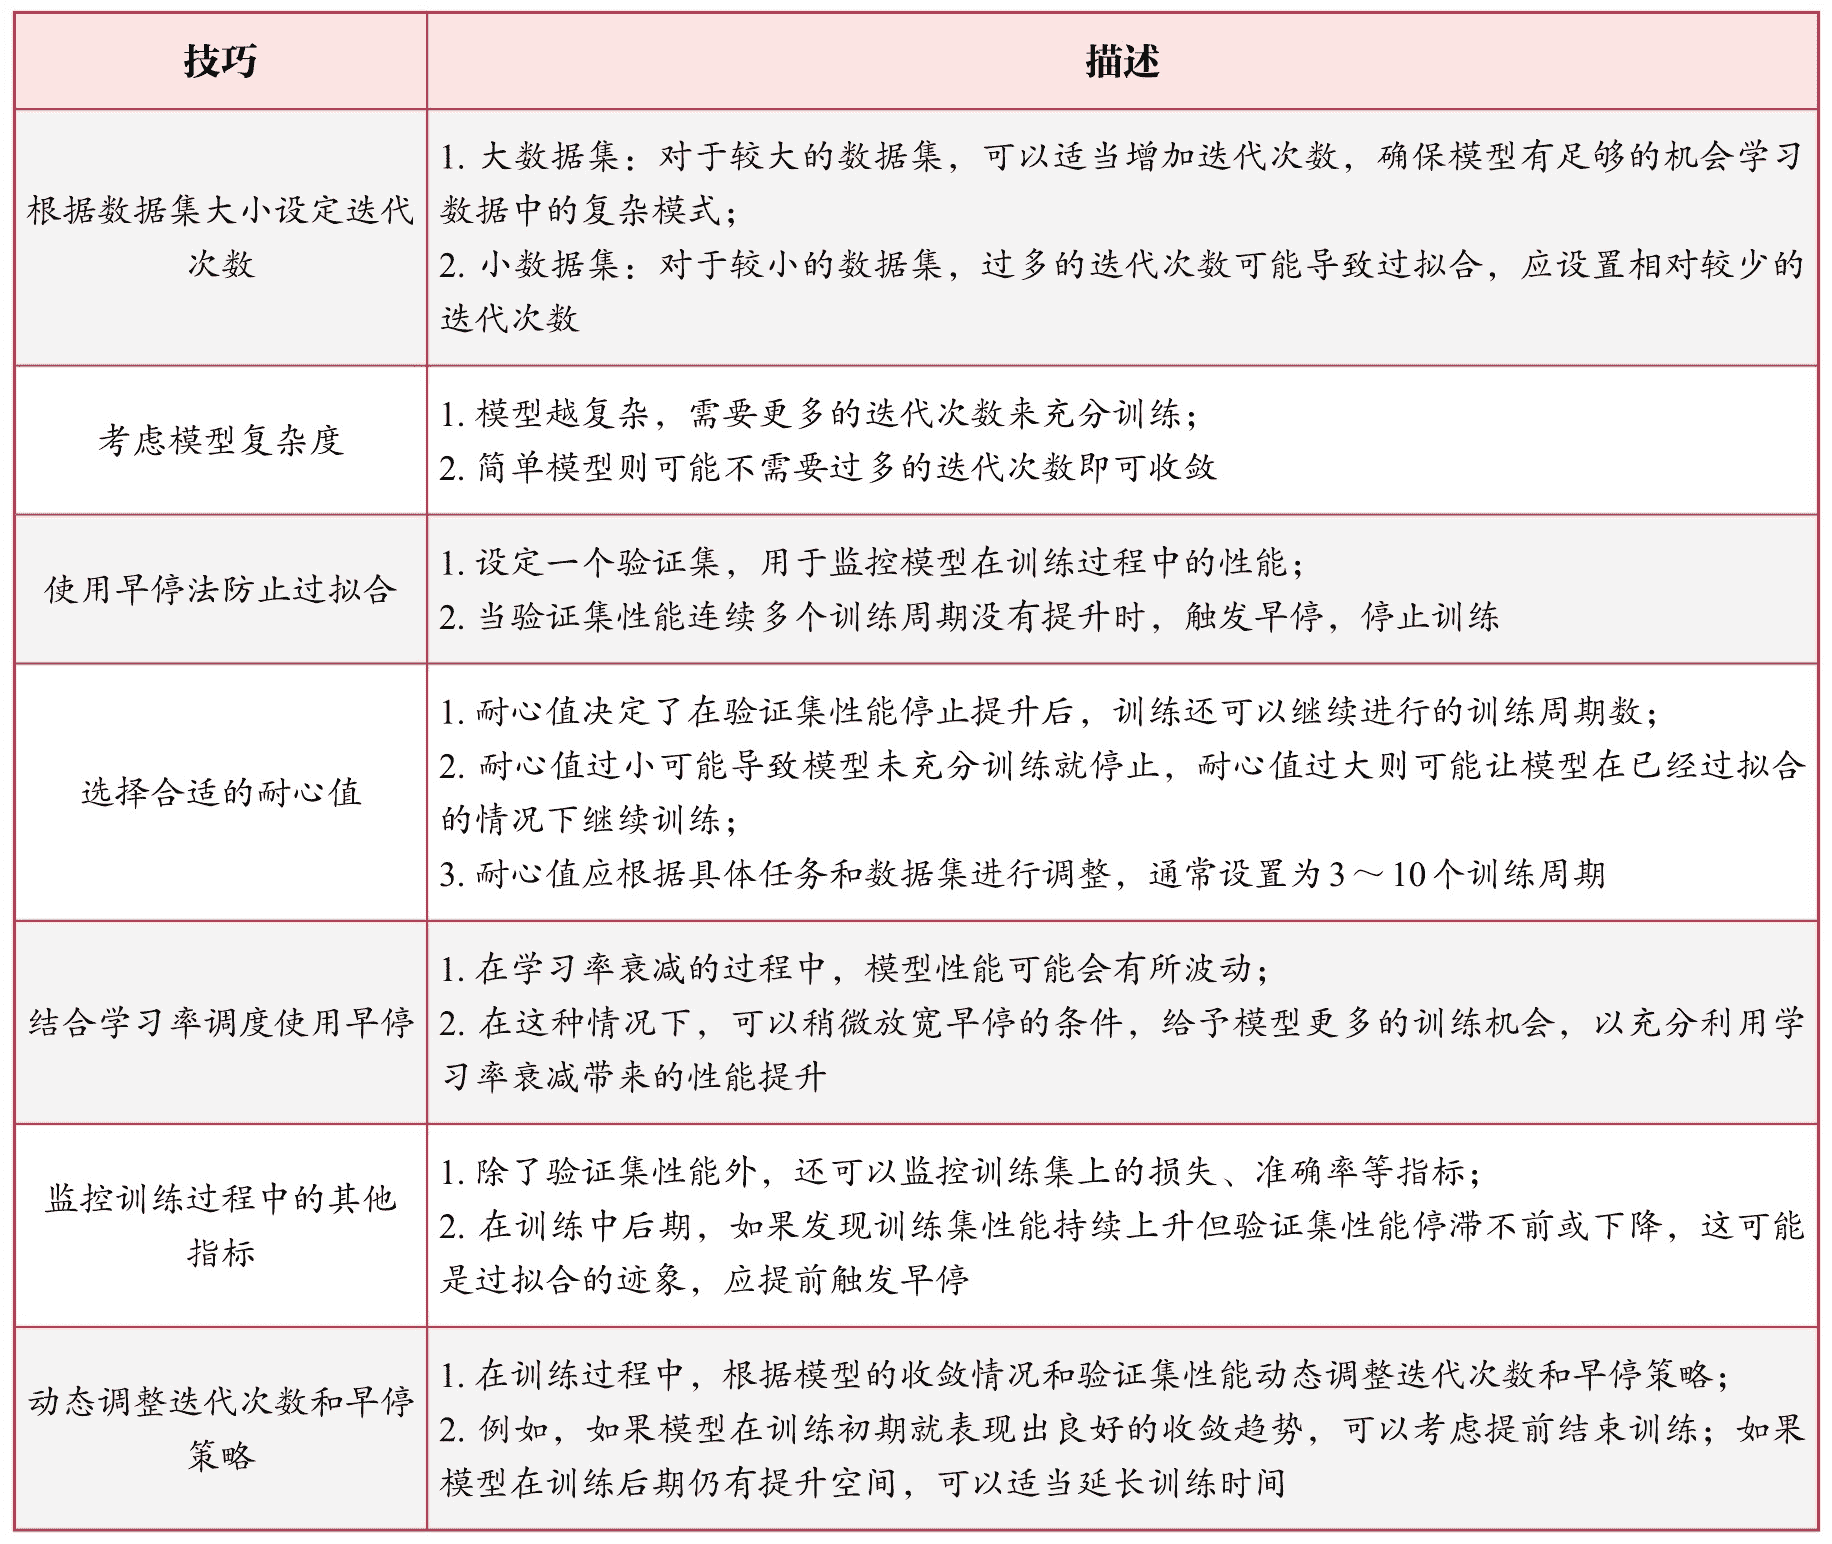 技巧
描述
根据数据集大小设定迭代
次数
1. 大数据集：对于较大的数据集，可以适当增加迭代次数，确保模型有足够的机会学习
数据中的复杂模式；
2. 小数据集：对于较小的数据集，过多的迭代次数可能导致过拟合，应设置相对较少的
迭代次数
考虑模型复杂度
1. 模型越复杂，需要更多的迭代次数来充分训练；
2. 简单模型则可能不需要过多的迭代次数即可收敛
使用早停法防止过拟合
1. 设定一个验证集，用于监控模型在训练过程中的性能；
2. 当验证集性能连续多个训练周期没有提升时，触发早停，停止训练
选择合适的耐心值
1. 耐心值决定了在验证集性能停止提升后，训练还可以继续进行的训练周期数；
2. 耐心值过小可能导致模型未充分训练就停止，耐心值过大则可能让模型在已经过拟合
的情况下继续训练；
3. 耐心值应根据具体任务和数据集进行调整，通常设置为3～10个训练周期
结合学习率调度使用早停
1. 在学习率衰减的过程中，模型性能可能会有所波动；
2. 在这种情况下，可以稍微放宽早停的条件，给予模型更多的训练机会，以充分利用学
习率衰减带来的性能提升
监控训练过程中的其他
指标
1. 除了验证集性能外，还可以监控训练集上的损失、准确率等指标；
2. 在训练中后期，如果发现训练集性能持续上升但验证集性能停滞不前或下降，这可能
是过拟合的迹象，应提前触发早停
动态调整迭代次数和早停
策略
1. 在训练过程中，根据模型的收敛情况和验证集性能动态调整迭代次数和早停策略；
2. 例如，如果模型在训练初期就表现出良好的收敛趋势，可以考虑提前结束训练；如果
模型在训练后期仍有提升空间，可以适当延长训练时间